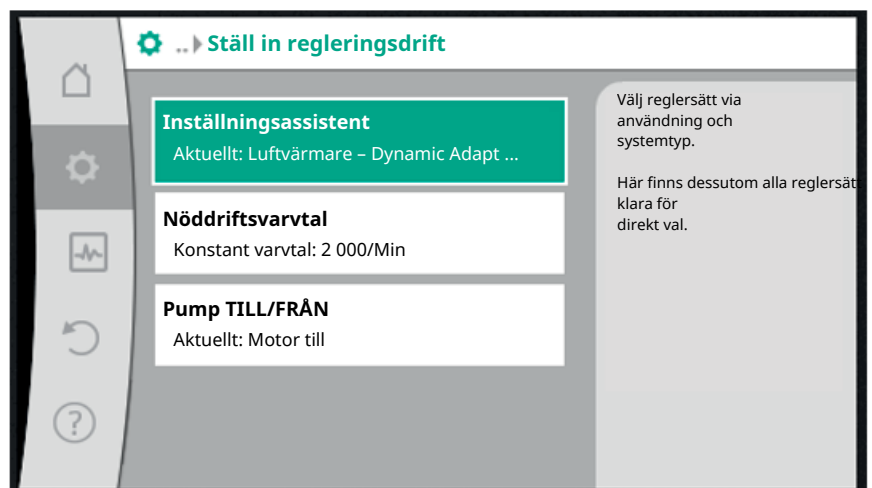 .. Ställ in regleringsdrift
Inställningsassistent
Aktuellt: Luftvärmare – Dynamic Adapt ...
Nöddriftsvarvtal
Konstant varvtal: 2 000/Min
Pump TILL/FRÅN
Aktuellt: Motor till
Välj reglersätt via
användning och
systemtyp.
Här finns dessutom alla reglersätt
klara för
direkt val.
?